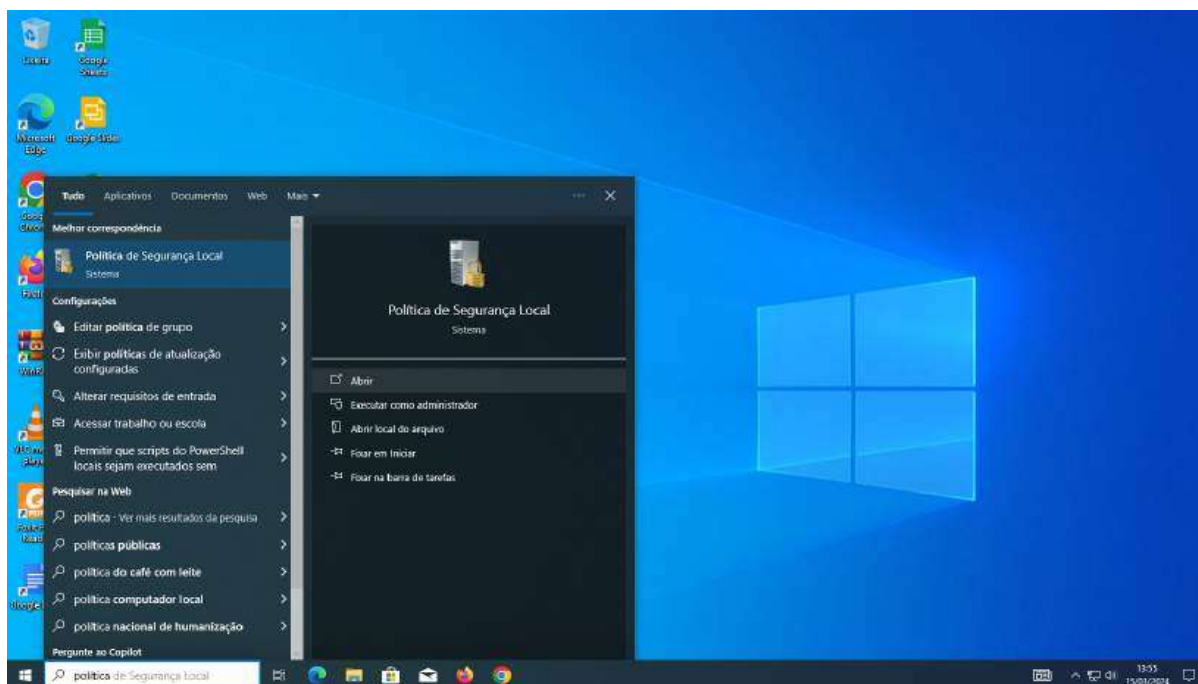 Lixeira
Google
Sheets
Microsoft
Edge
Google Slides
Tudo Aplicativos Documentos Web Mais
Melhor correspondência
Política de Segurança Local
Sistema
Configurações
Editar política de grupo
Exibir políticas de atualização
configuradas
Alterar requisitos de entrada
Acessar trabalho ou escola
Permitir que scripts do PowerShell
locais sejam executados sem
Pesquisar na Web
política - Ver mais resultados da pesquisa
políticas públicas
política do café com leite
política computador local
política nacional de humanização
Pergunte ao Copilot
Política de Segurança Local
Sistema
Abrir
Executar como administrador
Abrir local do arquivo
Fixar em Iniciar
Fixar na barra de tarefas
política de Segurança Local
13:55
15/01/2024